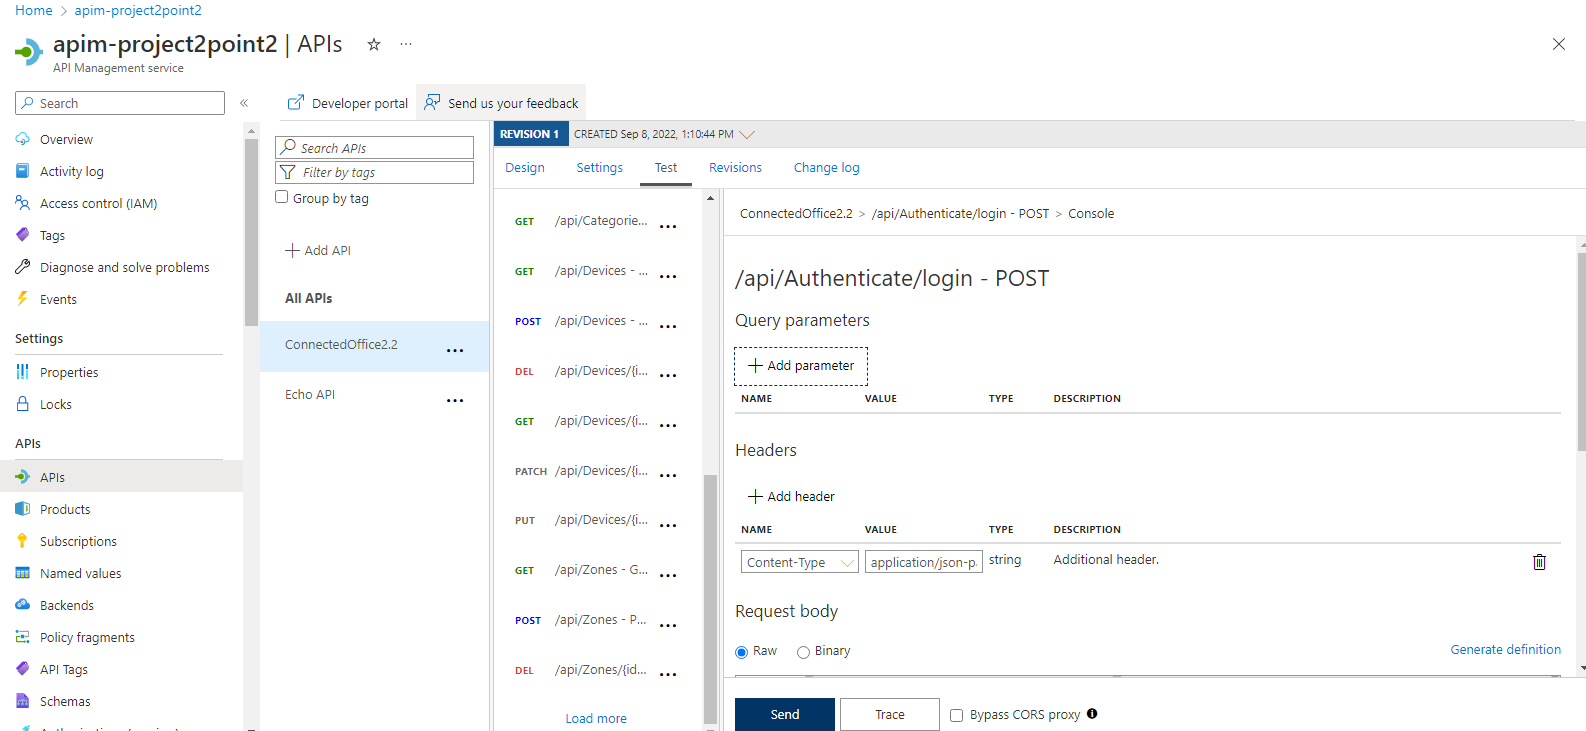 Home > apim-project2point2
apim-project2point2 | APIs
API Management service
Search
Overview
Activity log
Access control (IAM)
Tags
Diagnose and solve problems
Events
Settings
Properties
Locks
APIs
APIs
Products
Subscriptions
Named values
Backends
Policy fragments
API Tags
Schemas
Developer portal
Send us your feedback
Search APIs
Filter by tags
Group by tag
Add API
All APIs
ConnectedOffice2.2
Echo API
REVISION 1 CREATED Sep 8, 2022, 1:10:44 PM
Design Settings Test Revisions Change log
GET /api/Categorie...
GET /api/Devices - ...
POST /api/Devices - ...
DEL /api/Devices/{i...
GET /api/Devices/{i...
PATCH /api/Devices/{i...
PUT /api/Devices/{i...
GET /api/Zones - G...
POST /api/Zones - P...
DEL /api/Zones/{id...
Load more
ConnectedOffice2.2 > /api/Authenticate/login - POST > Console
/api/Authenticate/login - POST
Query parameters
Add parameter
NAME VALUE TYPE DESCRIPTION
Headers
Add header
NAME VALUE TYPE DESCRIPTION
Content-Type application/json-p string Additional header.
Request body
Raw Binary Generate definition
Send Trace Bypass CORS proxy